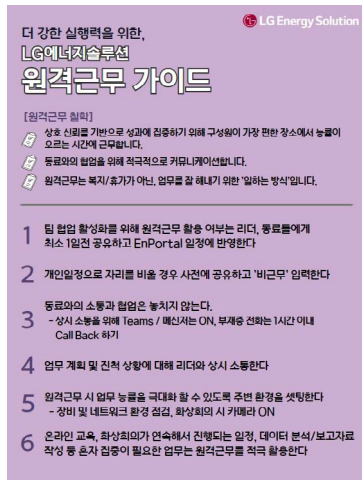 LG Energy Solution
더 강한 실행력을 위한,
LG에너지솔루션
원격근무 가이드
[원격근무 철학]
상호 신뢰를 기반으로 성과에 집중하기 위해 구성원이 가장 편한 장소에서 능률이
오르는 시간에 근무합니다.
동료와의 협업을 위해 적극적으로 커뮤니케이션합니다.
원격근무는 복지/휴가가 아닌, 업무를 잘 해내기 위한 '일하는 방식'입니다.
1 팀 협업 활성화를 위해 원격근무 활용 여부는 리더, 동료들에게
최소 1일전 공유하고 EnPortal 일정에 반영한다
2 개인일정으로 자리를 비울 경우 사전에 공유하고 '비근무' 입력한다
3 동료와의 소통과 협업은 놓치지 않는다.
- 상시 소통을 위해 Teams / 메신저는 ON, 부재중 전화는 1시간 이내
Call Back 하기
4 업무 계획 및 진척 상황에 대해 리더와 상시 소통한다
5 원격근무 시 업무 능률을 극대화 할 수 있도록 주변 환경을 셋팅한다
- 장비 및 네트워크 환경 점검, 화상회의 시 카메라 ON
6 온라인 교육, 화상회의가 연속해서 진행되는 일정, 데이터 분석/보고자료
작성 등 혼자 집중이 필요한 업무는 원격근무를 적극 활용한다